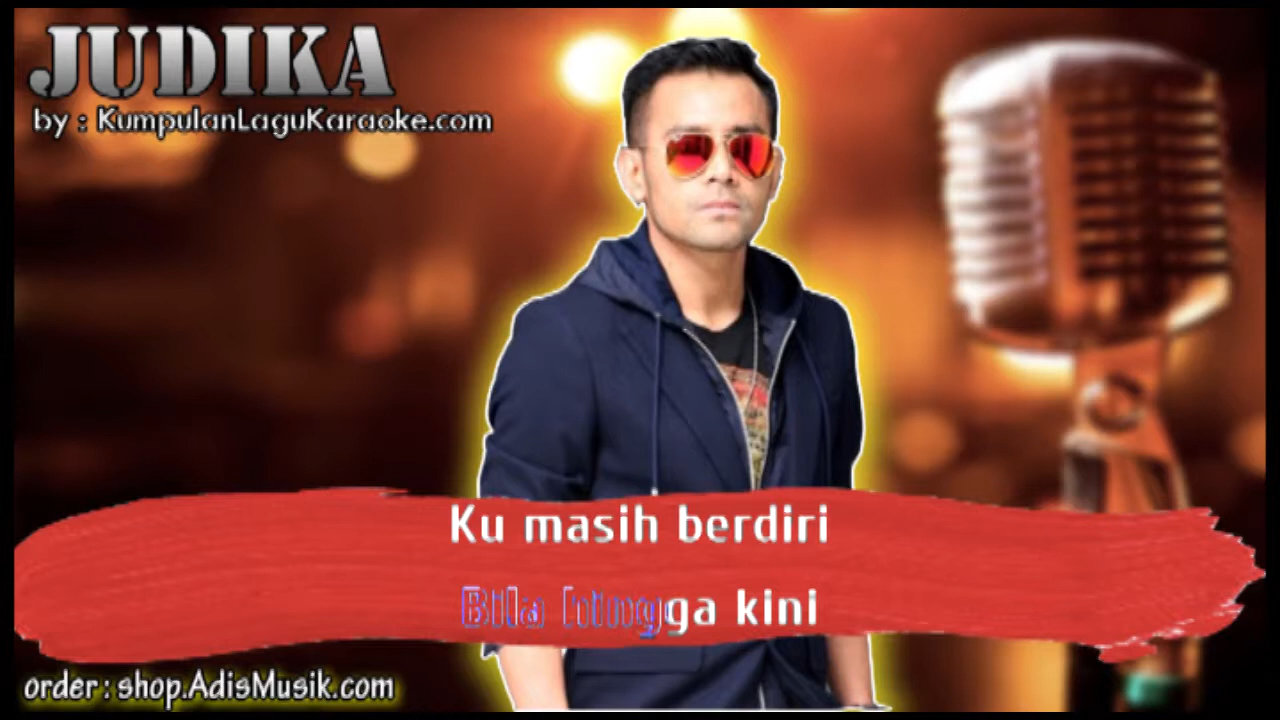 JUDIKA
by : KumpulanLaguKaraoke.com
Ku masih berdiri
Bila hingga kini
order : shop.AdisMusik.com